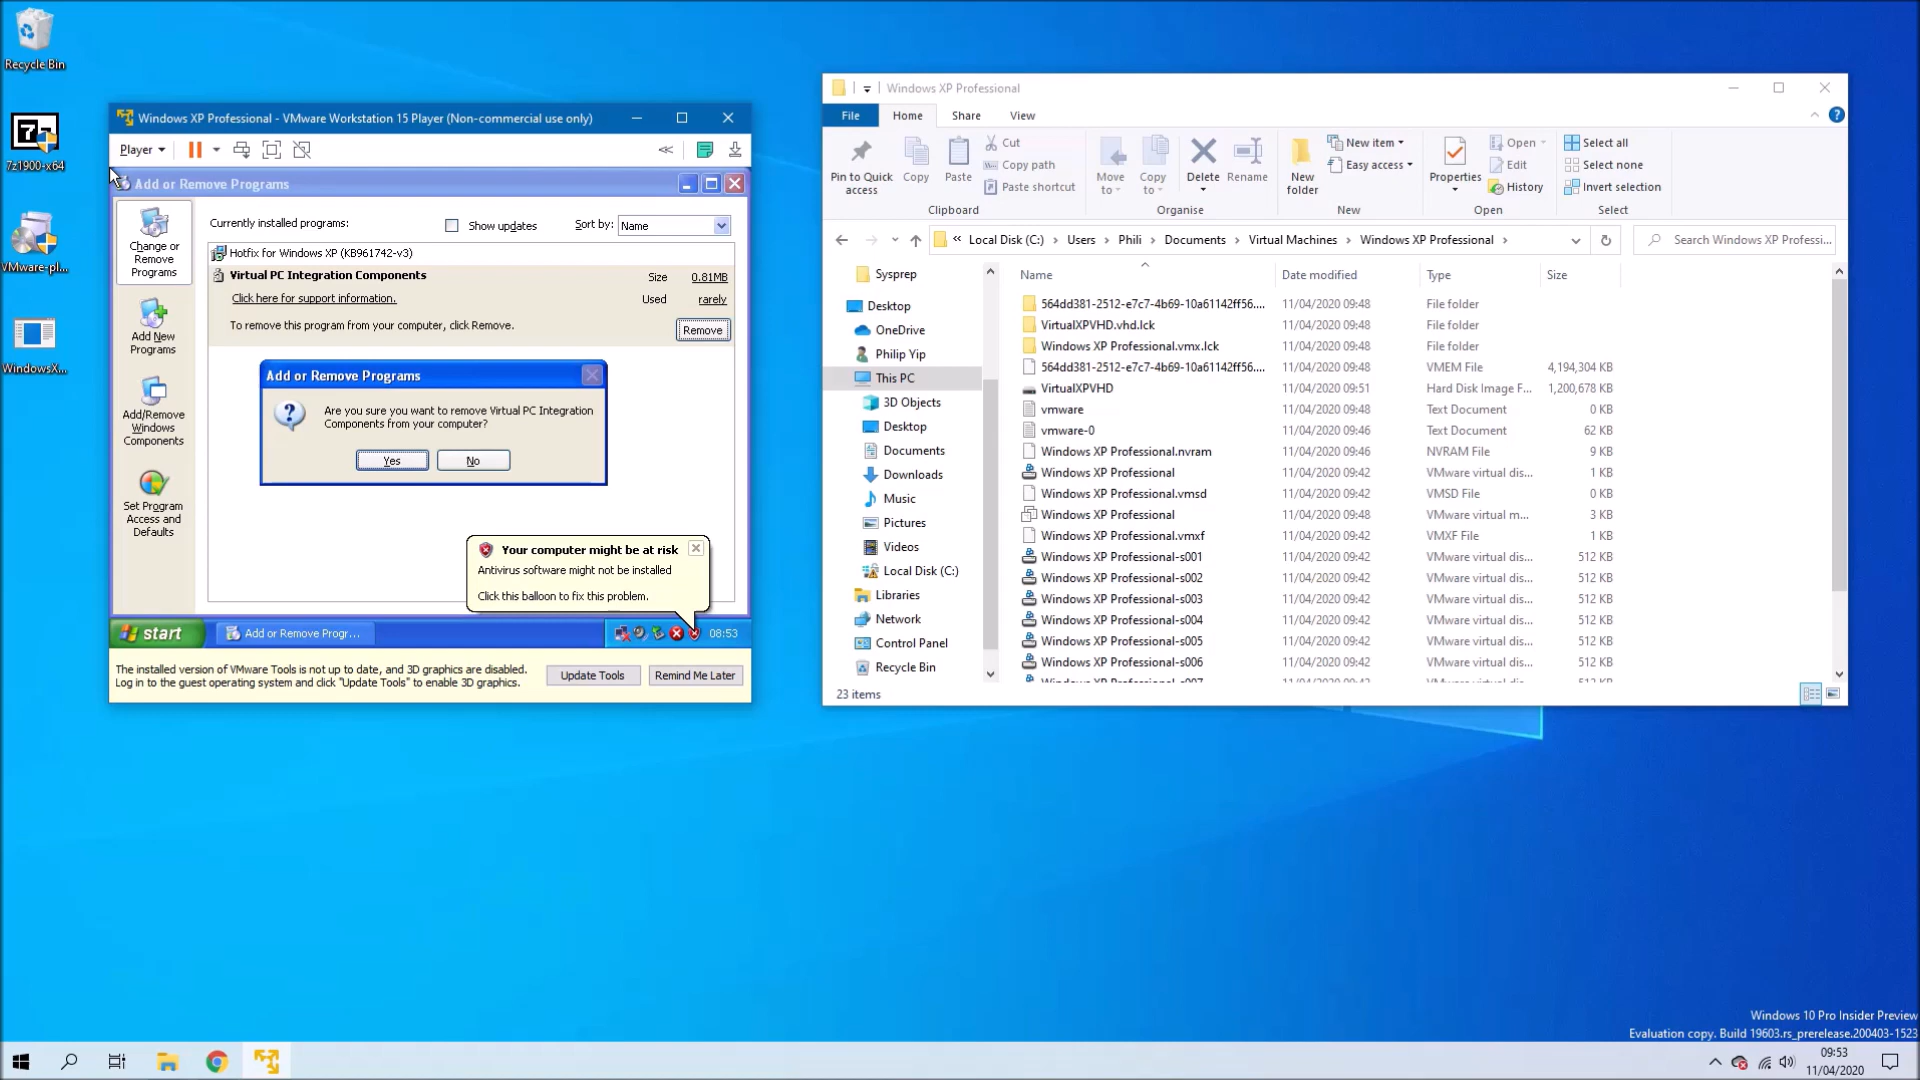 Recycle Bin
7z1900-x64
VMware-pl...
WindowsX...
Windows XP Professional - VMware Workstation 15 Player (Non-commercial use only)
Player
Add or Remove Programs
Change or
Remove
Programs
Add New
Programs
Add/Remove
Windows
Components
Set Program
Access and
Defaults
Currently installed programs:
Show updates
Sort by:
Name
Hotfix for Windows XP (KB961742-v3)
Virtual PC Integration Components
Size
0.81MB
Click here for support information.
Used
rarely
To remove this program from your computer, click Remove.
Remove
Add or Remove Programs
Are you sure you want to remove Virtual PC Integration
Components from your computer?
Yes
No
Your computer might be at risk
Antivirus software might not be installed
Click this balloon to fix this problem.
start
Add or Remove Progr...
08:53
The installed version of VMware Tools is not up to date, and 3D graphics are disabled.
Log in to the guest operating system and click "Update Tools" to enable 3D graphics.
Update Tools
Remind Me Later
Windows XP Professional
File
Home
Share
View
Pin to Quick
access
Copy
Paste
Cut
Copy path
Paste shortcut
Clipboard
Move
to
Copy
to
Delete
Rename
Organise
New
folder
New item
Easy access
New
Properties
Open
Edit
History
Open
Select all
Select none
Invert selection
Select
« Local Disk (C:) › Users › Phili › Documents › Virtual Machines › Windows XP Professional ›
Search Windows XP Professi...
Sysprep
Desktop
OneDrive
Philip Yip
This PC
3D Objects
Desktop
Documents
Downloads
Music
Pictures
Videos
Local Disk (C:)
Libraries
Network
Control Panel
Recycle Bin
Name Date modified Type Size
564dd381-2512-e7c7-4b69-10a61142ff56.... 11/04/2020 09:48 File folder
VirtualXPVHD.vhd.lck 11/04/2020 09:48 File folder
Windows XP Professional.vmx.lck 11/04/2020 09:48 File folder
564dd381-2512-e7c7-4b69-10a61142ff56.... 11/04/2020 09:48 VMEM File 4,194,304 KB
VirtualXPVHD 11/04/2020 09:51 Hard Disk Image F... 1,200,678 KB
vmware 11/04/2020 09:48 Text Document 0 KB
vmware-0 11/04/2020 09:46 Text Document 62 KB
Windows XP Professional.nvram 11/04/2020 09:46 NVRAM File 9 KB
Windows XP Professional 11/04/2020 09:42 VMware virtual dis... 1 KB
Windows XP Professional.vmsd 11/04/2020 09:42 VMSD File 0 KB
Windows XP Professional 11/04/2020 09:48 VMware virtual m... 3 KB
Windows XP Professional.vmxf 11/04/2020 09:42 VMXF File 1 KB
Windows XP Professional-s001 11/04/2020 09:42 VMware virtual dis... 512 KB
Windows XP Professional-s002 11/04/2020 09:42 VMware virtual dis... 512 KB
Windows XP Professional-s003 11/04/2020 09:42 VMware virtual dis... 512 KB
Windows XP Professional-s004 11/04/2020 09:42 VMware virtual dis... 512 KB
Windows XP Professional-s005 11/04/2020 09:42 VMware virtual dis... 512 KB
Windows XP Professional-s006 11/04/2020 09:42 VMware virtual dis... 512 KB
23 items
Windows 10 Pro Insider Preview
Evaluation copy. Build 19603.rs_prerelease.200403-1523
09:53
11/04/2020